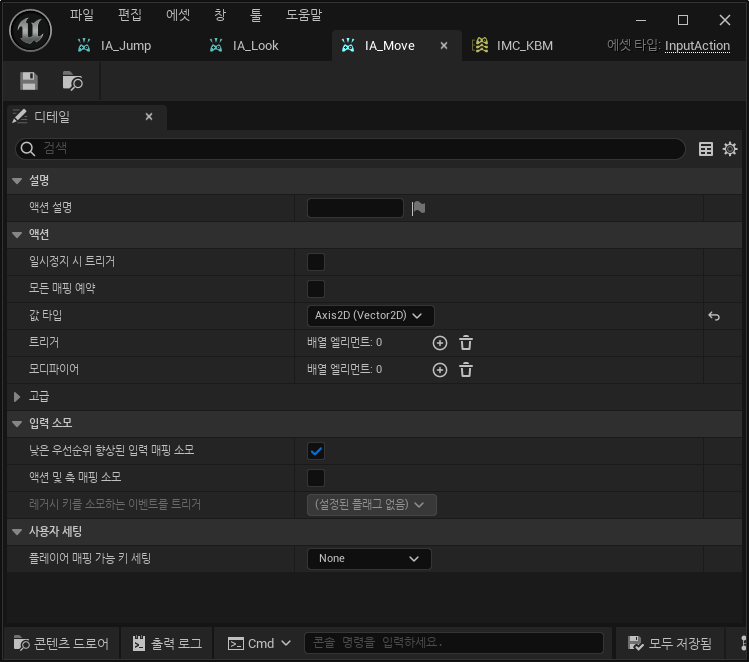 파일 편집 에셋 창 툴 도움말
IA_Jump IA_Look IA_Move IMC_KBM 에셋 타입: InputAction
디테일
검색
설명
액션 설명
액션
일시정지 시 트리거
모든 매핑 예약
값 타입 Axis2D (Vector2D)
트리거 배열 엘리먼트: 0
모디파이어 배열 엘리먼트: 0
고급
입력 소모
낮은 우선순위 향상된 입력 매핑 소모
액션 및 축 매핑 소모
레거시 키를 소모하는 이벤트를 트리거 (설정된 플래그 없음)
사용자 세팅
플레이어 매핑 가능 키 세팅 None
콘텐츠 드로어 출력 로그 Cmd 콘솔 명령을 입력하세요. 모두 저장됨